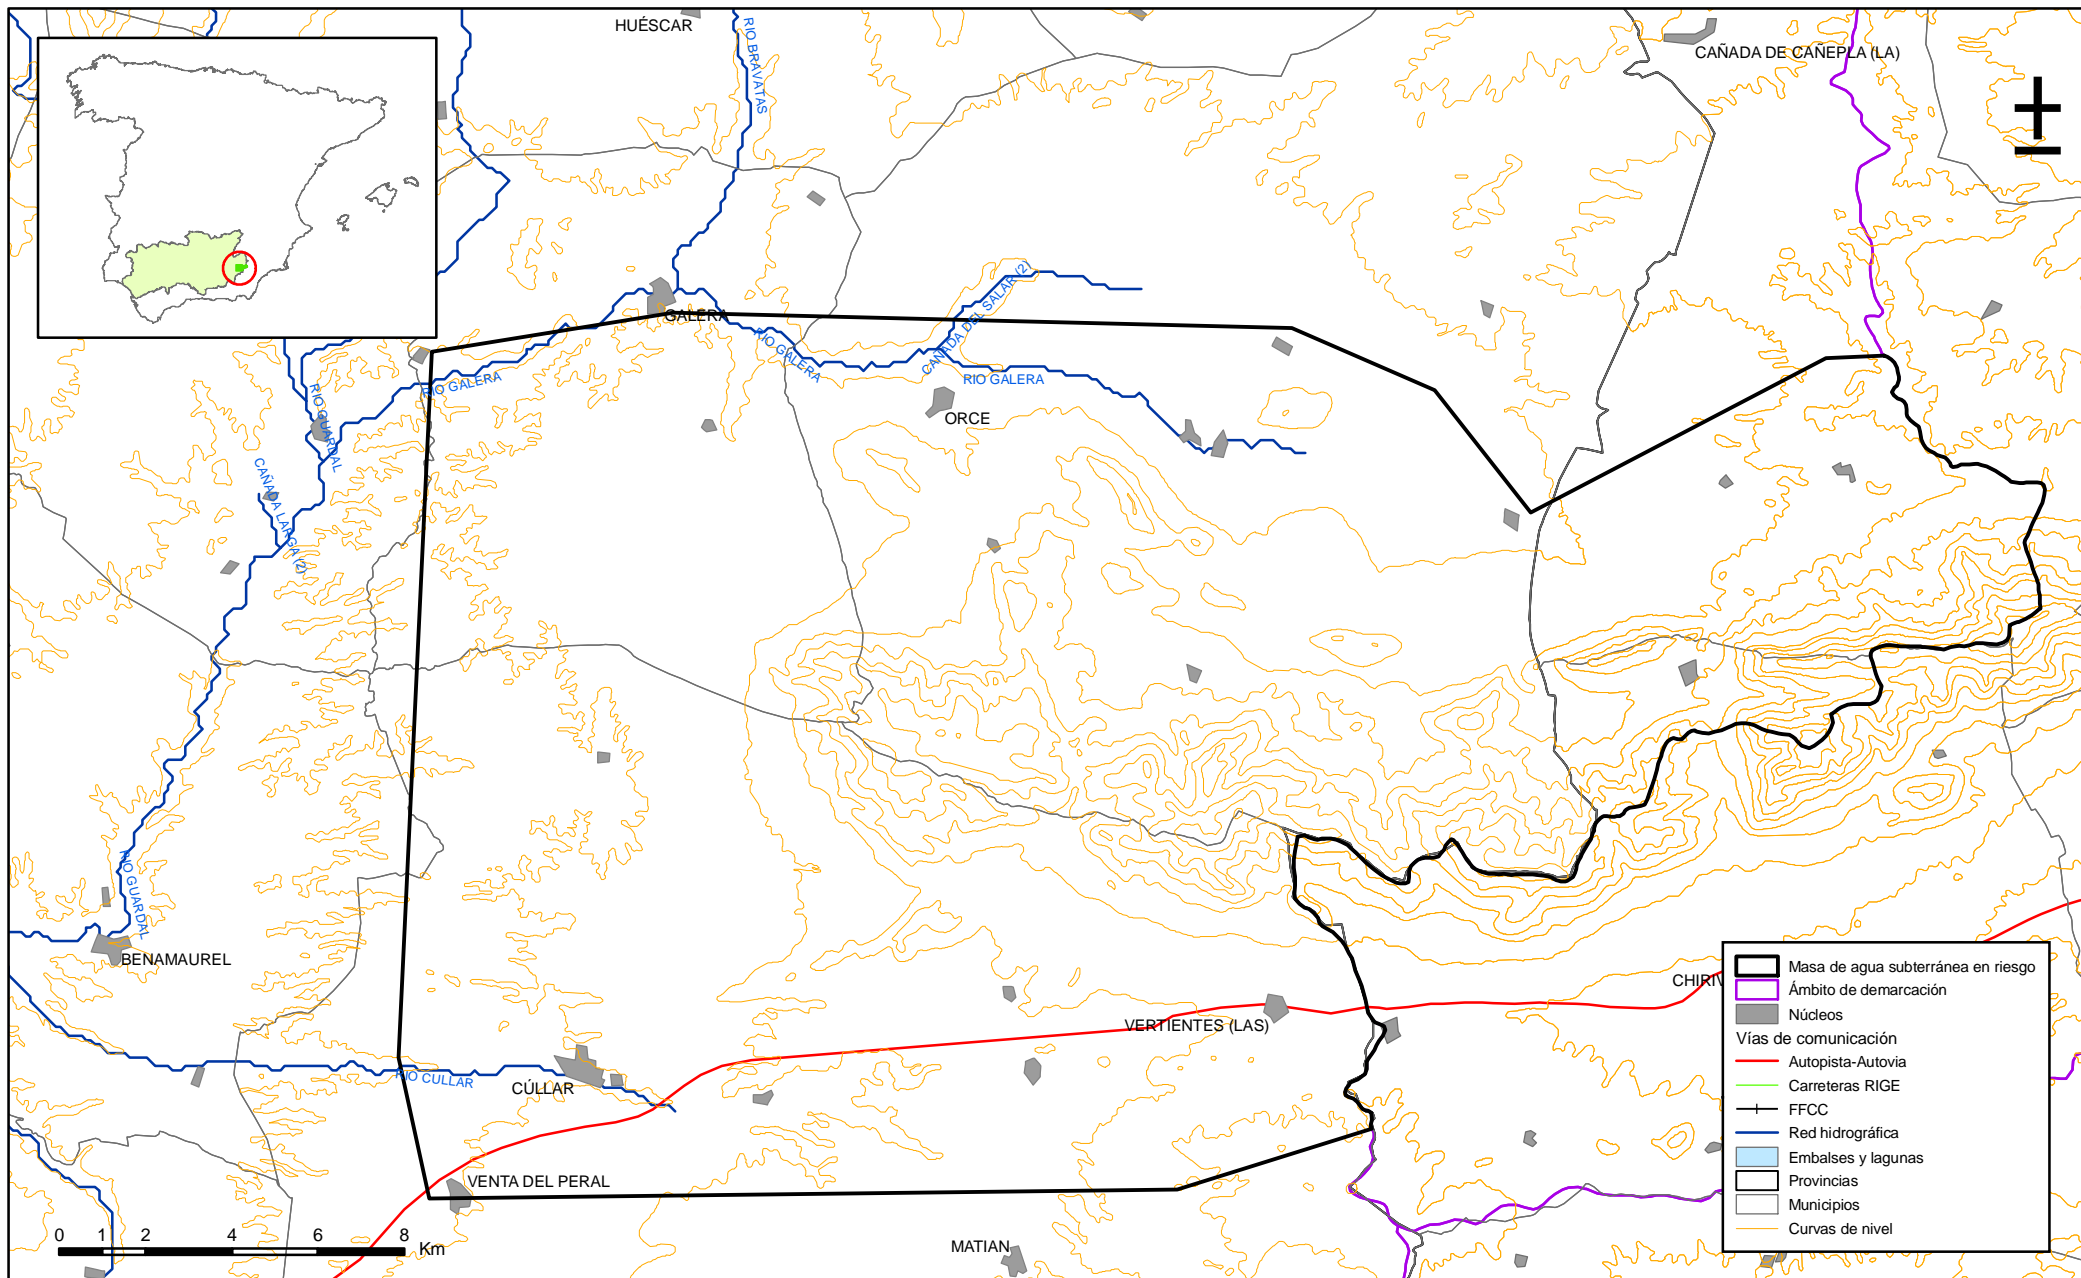 HUÉSCAR
RIO BRAVATAS
CAÑADA DE CAÑEPLA (LA)
GALERA
RIO GALERA
CAÑADA DEL SALAR (2)
RIO GALERA
RIO GALERA
ORCE
RIO GUARDAL
CAÑADA LARGA (2)
RIO GUARDAL
BENAMAUREL
RIO CULLAR
CÚLLAR
VERTIENTES (LAS)
CHIRIV
VENTA DEL PERAL
MATIAN
0 1 2 4 6 8 Km
Masa de agua subterránea en riesgo
Ámbito de demarcación
Núcleos
Vías de comunicación
Autopista-Autovia
Carreteras RIGE
FFCC
Red hidrográfica
Embalses y lagunas
Provincias
Municipios
Curvas de nivel